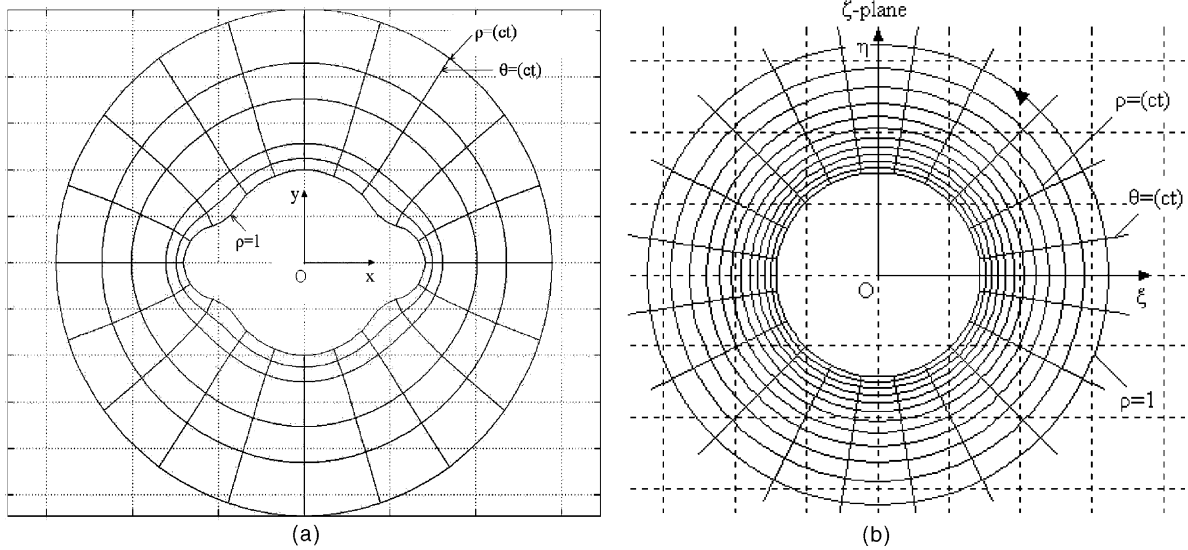 ρ=(ct)
θ=(ct)
y
ρ=1
O
x
(a)
ζ-plane
η
ρ=(ct)
θ=(ct)
O
ξ
ρ=1
(b)